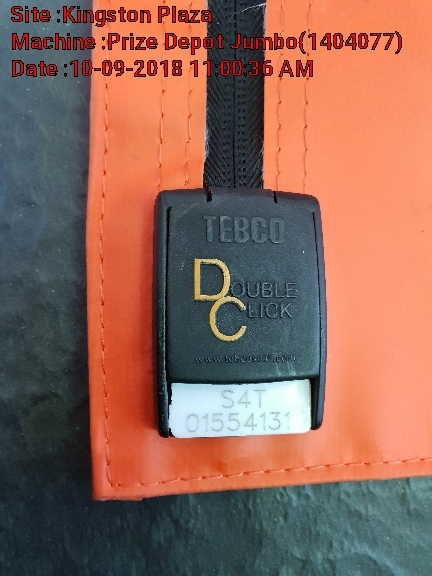 Site :Kingston Plaza
Machine :Prize Depot Jumbo(1404077)
Date :10-09-2018 11:00:36 AM
TEBCO
DOUBLE
CLICK
S4T
01554131